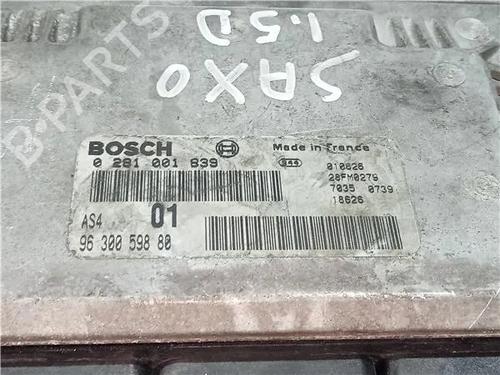 SAXO
1.5D
B-PARTS
BOSCH
Made in France
0 281 001 839
010626
28FM0279
7035 0739
18626
AS4 01
96 300 598 80